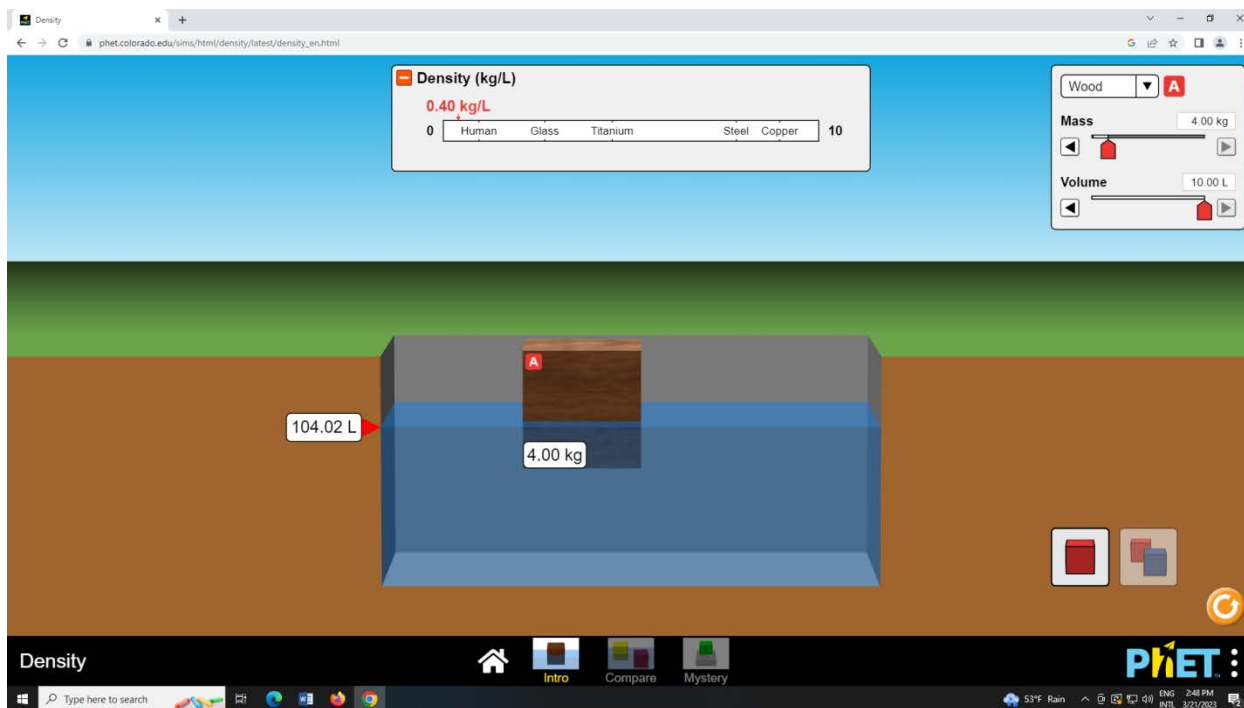 Density
phet.colorado.edu/sims/html/density/latest/density_en.html
Density (kg/L)
0.40 kg/L
0 Human Glass Titanium Steel Copper 10
Wood A
Mass 4.00 kg
Volume 10.00 L
A
104.02 L
4.00 kg
Density
Intro Compare Mystery
PhET
Type here to search
53°F Rain
ENG
INTL
2:48 PM
3/21/2023
2